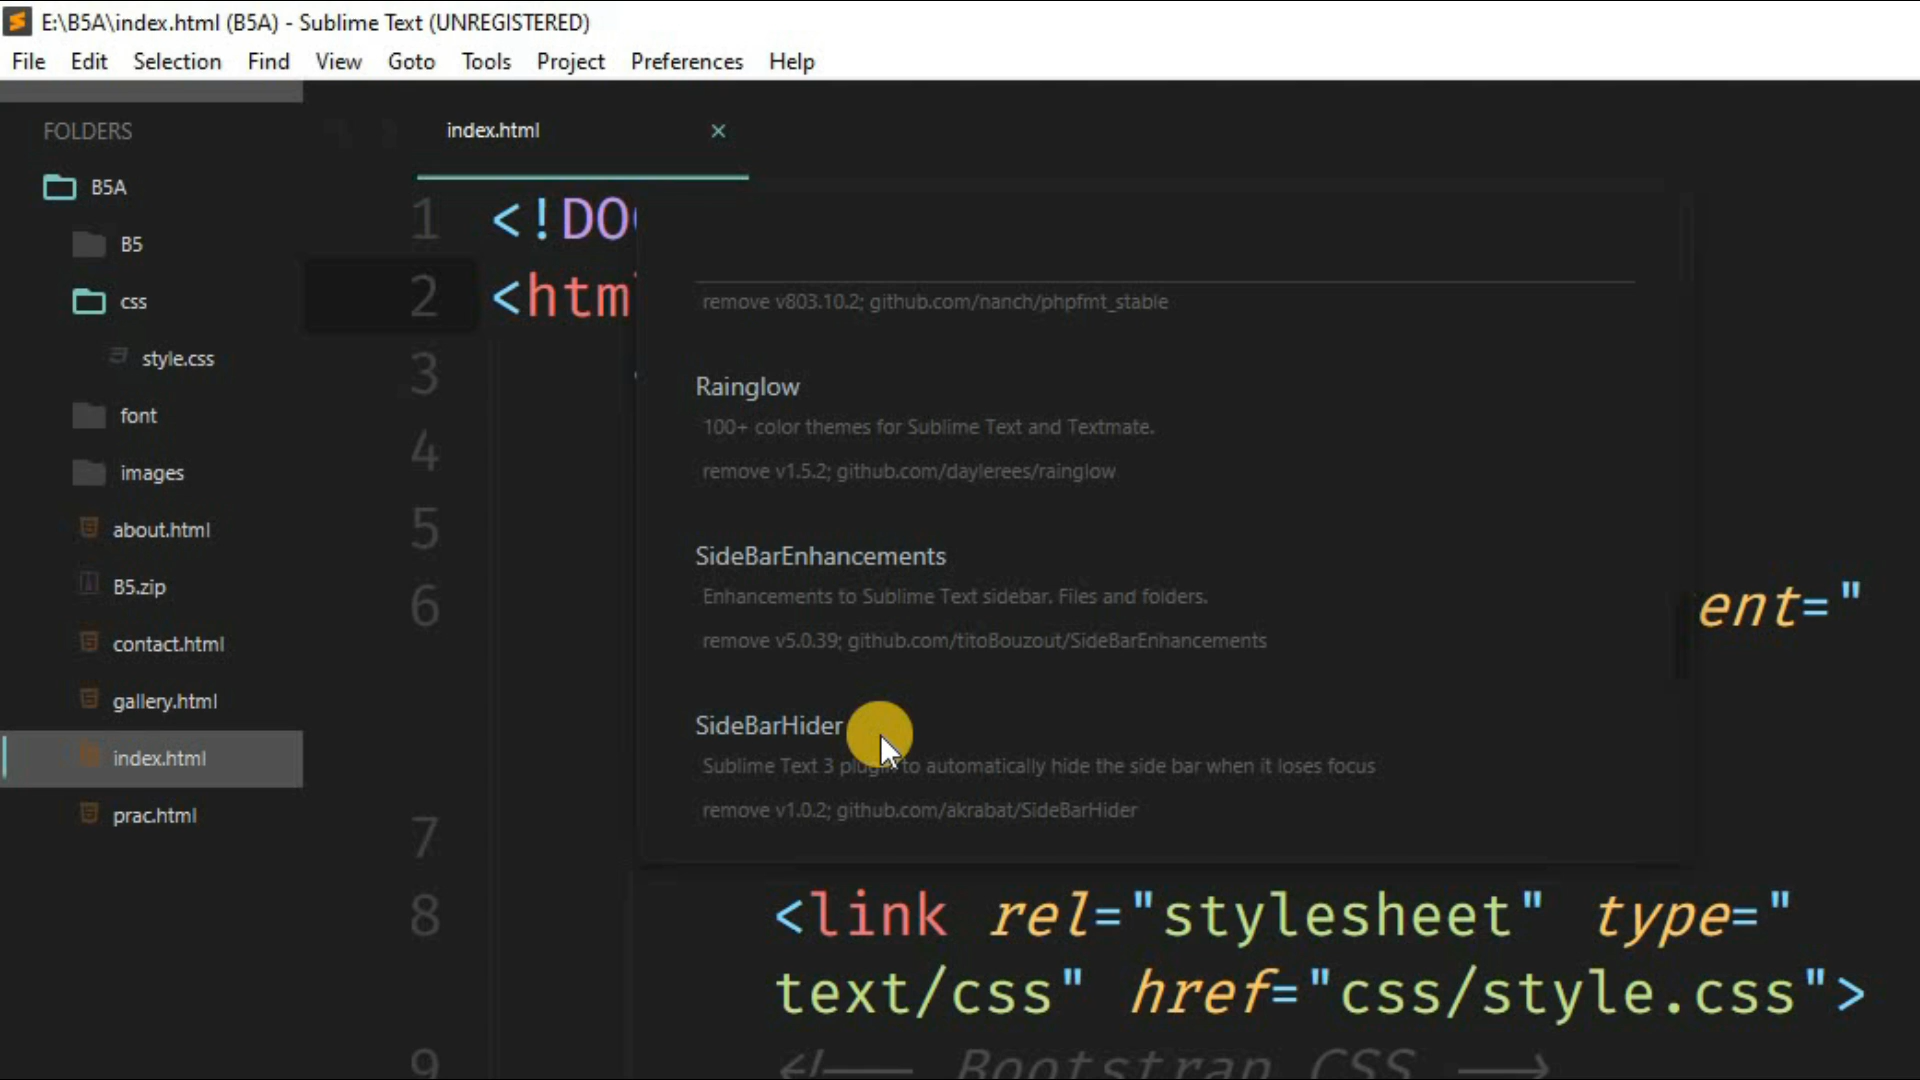 E:\B5A\index.html (B5A) - Sublime Text (UNREGISTERED)
File Edit Selection Find View Goto Tools Project Preferences Help
FOLDERS
B5A
B5
css
style.css
font
images
about.html
B5.zip
contact.html
gallery.html
index.html
prac.html
index.html ×
1 <!DO
2 <htm
3
4
5
6
ent="
7
8 <link rel="stylesheet" type="
text/css" href="css/style.css">
9 <!-- Bootstrap CSS -->
remove v803.10.2; github.com/nanch/phpfmt_stable
Rainglow
100+ color themes for Sublime Text and Textmate.
remove v1.5.2; github.com/daylerees/rainglow
SideBarEnhancements
Enhancements to Sublime Text sidebar. Files and folders.
remove v5.0.39; github.com/titoBouzout/SideBarEnhancements
SideBarHider
Sublime Text 3 plugin to automatically hide the side bar when it loses focus
remove v1.0.2; github.com/akrabat/SideBarHider